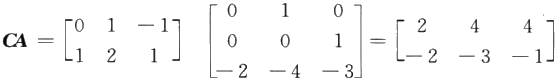 CA = [0 1 -1; 1 2 1] [0 1 0; 0 0 1; -2 -4 -3] = [2 4 4; -2 -3 -1]